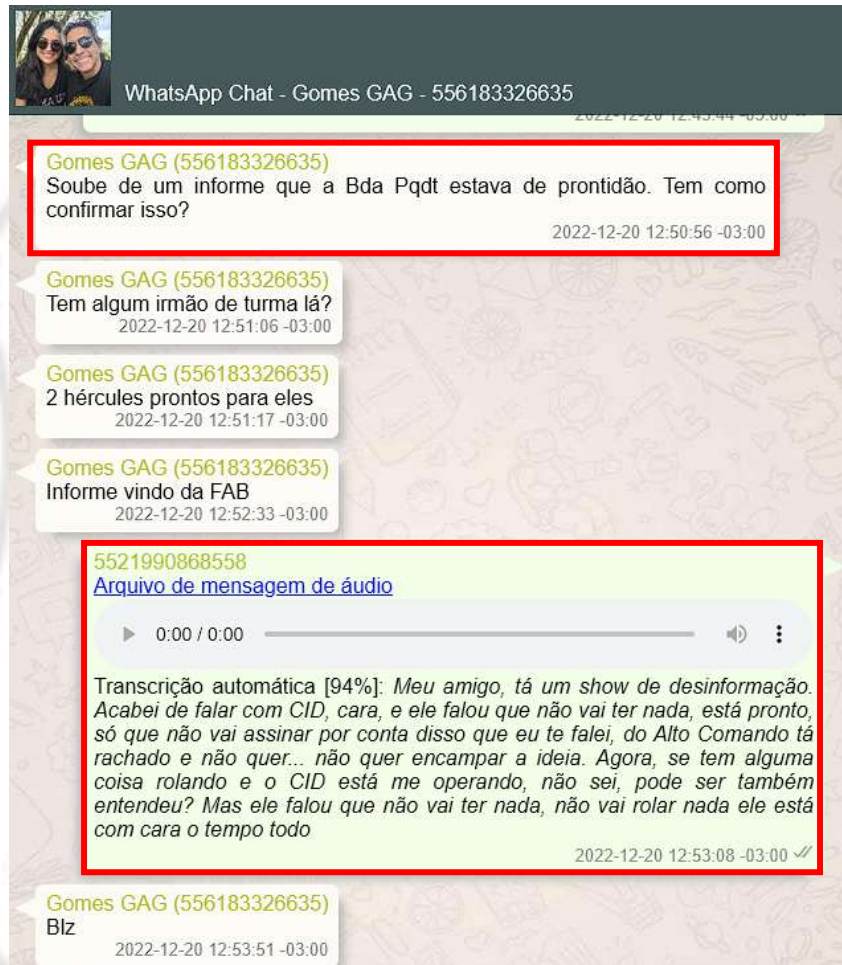 WhatsApp Chat - Gomes GAG - 556183326635
2022-12-20 12:43:44 -03:00
Gomes GAG (556183326635)
Soube de um informe que a Bda Pqdt estava de prontidão. Tem como
confirmar isso?
2022-12-20 12:50:56 -03:00
Gomes GAG (556183326635)
Tem algum irmão de turma lá?
2022-12-20 12:51:06 -03:00
Gomes GAG (556183326635)
2 hércules prontos para eles
2022-12-20 12:51:17 -03:00
Gomes GAG (556183326635)
Informe vindo da FAB
2022-12-20 12:52:33 -03:00
5521990868558
Arquivo de mensagem de áudio
0:00 / 0:00
Transcrição automática [94%]: Meu amigo, tá um show de desinformação.
Acabei de falar com CID, cara, e ele falou que não vai ter nada, está pronto,
só que não vai assinar por conta disso que eu te falei, do Alto Comando tá
rachado e não quer... não quer encampar a ideia. Agora, se tem alguma
coisa rolando e o CID está me operando, não sei, pode ser também
entendeu? Mas ele falou que não vai ter nada, não vai rolar nada ele está
com cara o tempo todo
2022-12-20 12:53:08 -03:00
Gomes GAG (556183326635)
Blz
2022-12-20 12:53:51 -03:00